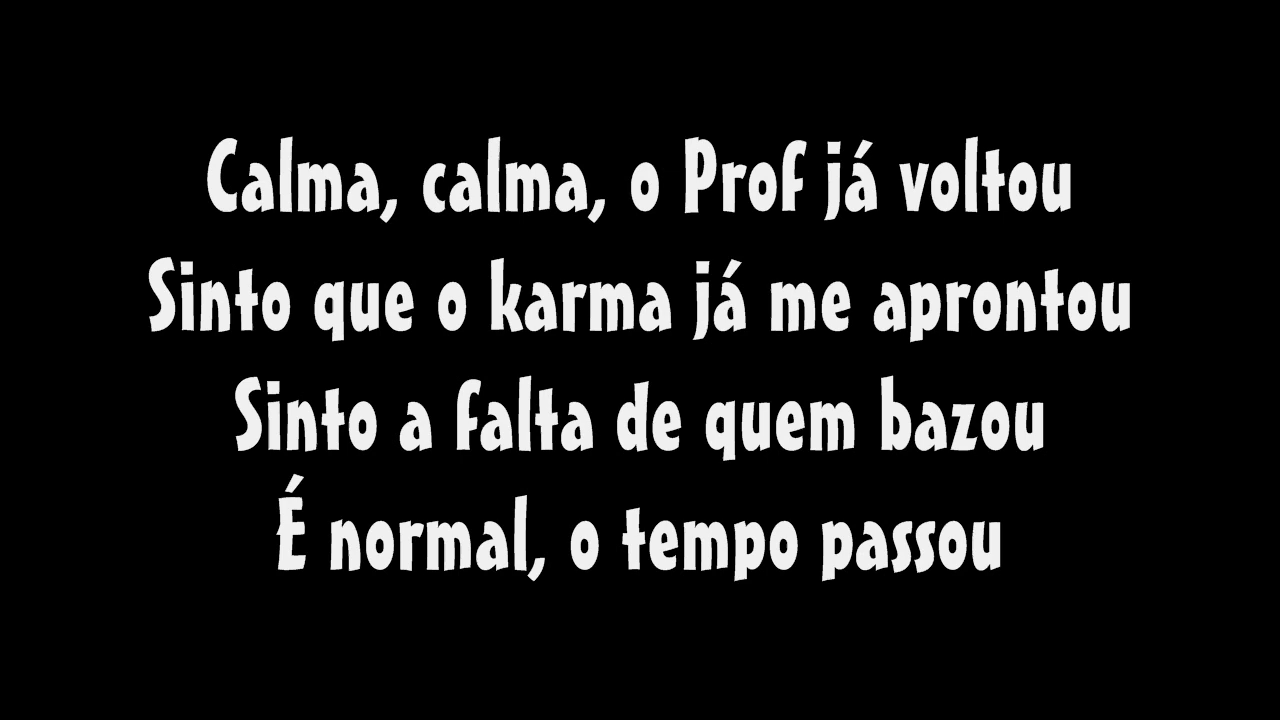 Calma, calma, o Prof já voltou
Sinto que o karma já me aprontou
Sinto a falta de quem bazou
É normal, o tempo passou